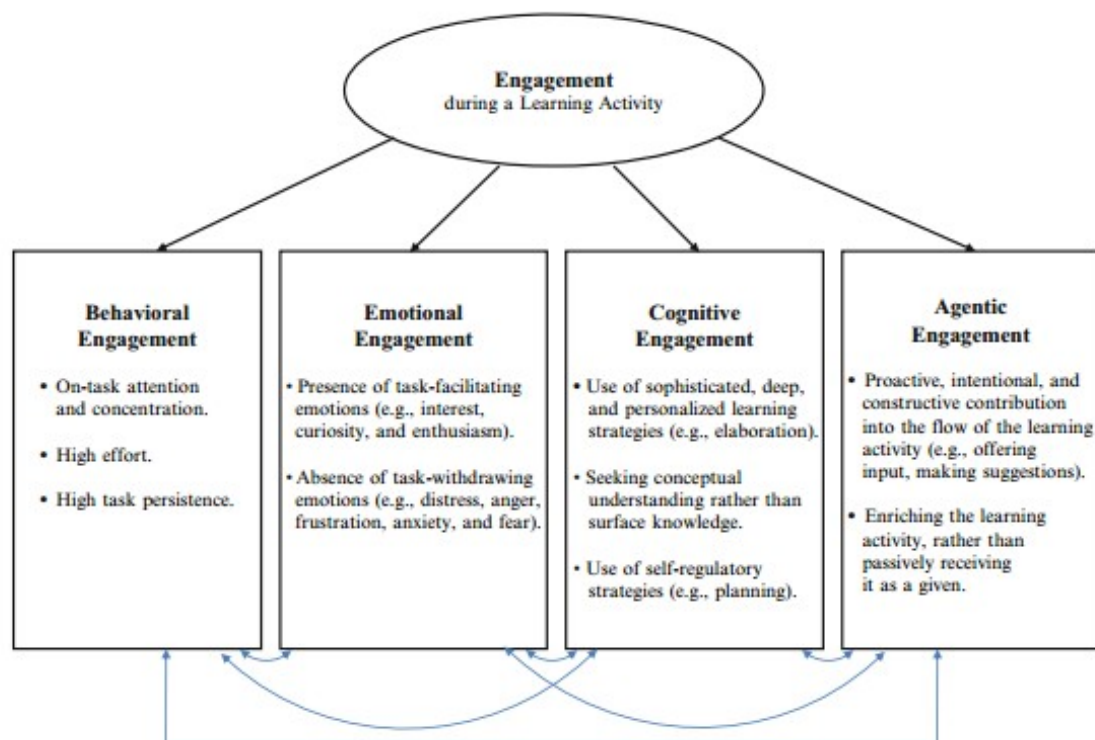 Engagement
during a Learning Activity
Behavioral
Engagement
• On-task attention
and concentration.
• High effort.
• High task persistence.
Emotional
Engagement
• Presence of task-facilitating
emotions (e.g., interest,
curiosity, and enthusiasm).
• Absence of task-withdrawing
emotions (e.g., distress, anger,
frustration, anxiety, and fear).
Cognitive
Engagement
• Use of sophisticated, deep,
and personalized learning
strategies (e.g., elaboration).
• Seeking conceptual
understanding rather than
surface knowledge.
• Use of self-regulatory
strategies (e.g., planning).
Agentic
Engagement
• Proactive, intentional, and
constructive contribution
into the flow of the learning
activity (e.g., offering
input, making suggestions).
• Enriching the learning
activity, rather than
passively receiving
it as a given.